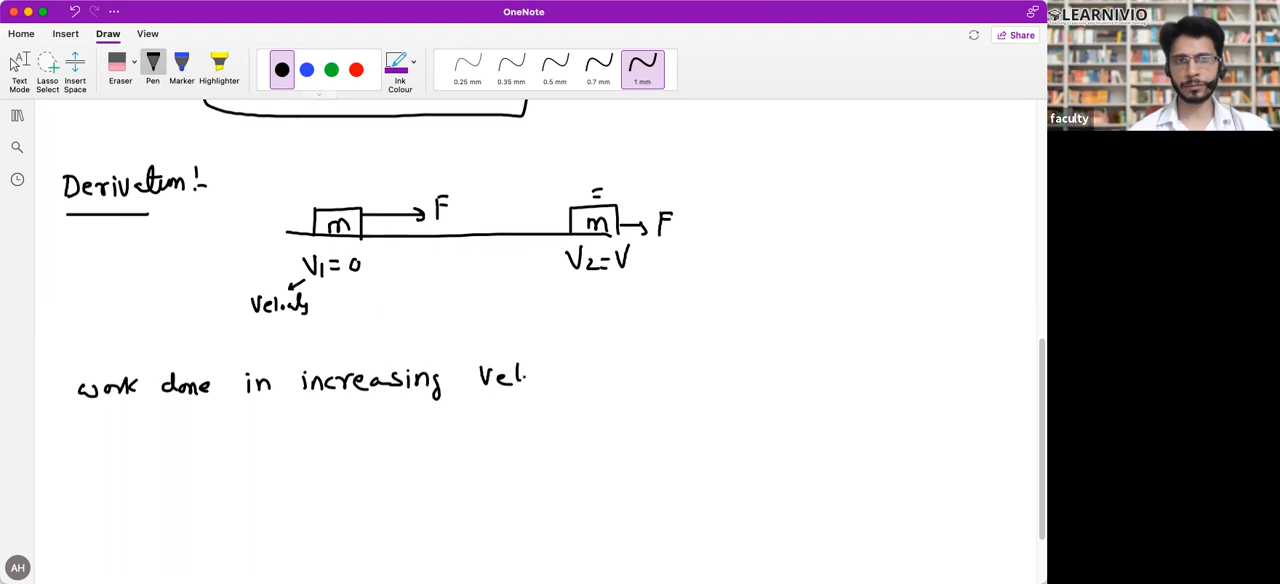 OneNote
LEARNIVIO
Home Insert Draw View
Share
Text Mode
Lasso Select
Insert Space
Eraser
Pen
Marker
Highlighter
Ink Colour
0.25 mm
0.35 mm
0.5 mm
0.7 mm
1 mm
faculty
Derivation:-
m F
m F
V1 = 0
V2 = V
Velocity
work done in increasing Vel.
AH